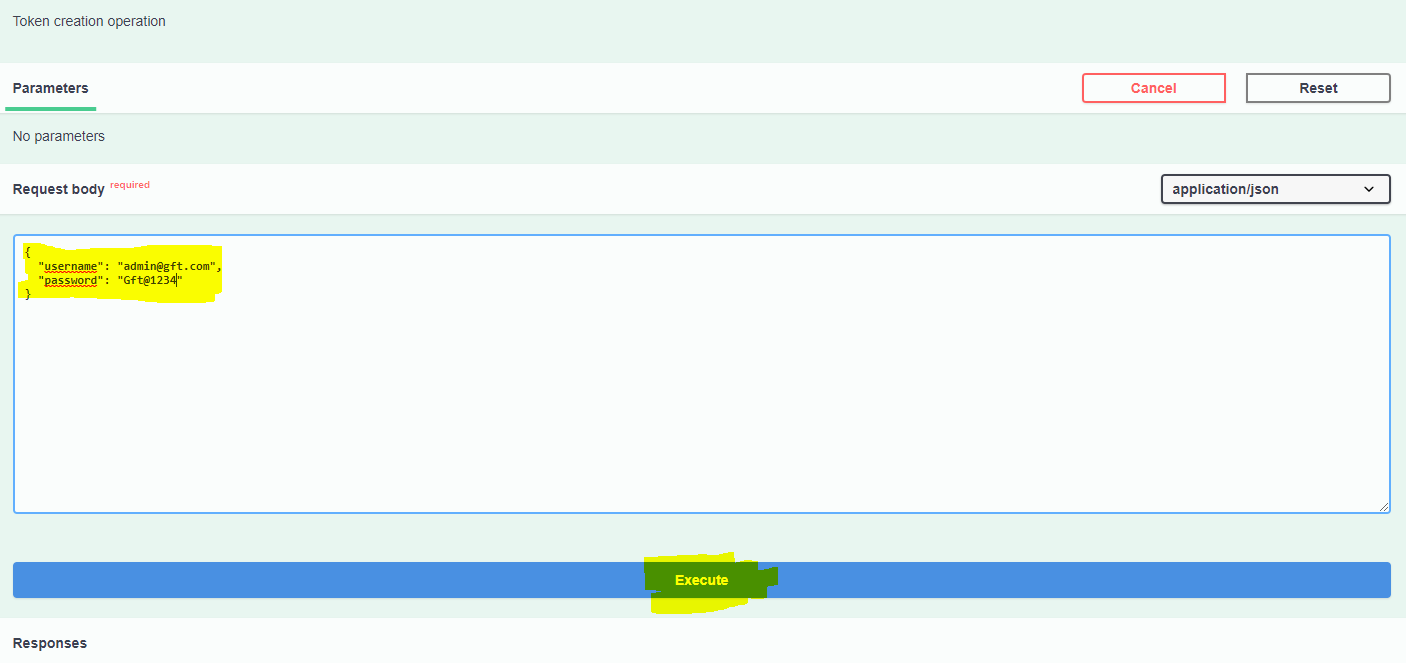 Token creation operation
Parameters
Cancel
Reset
No parameters
Request body required
application/json
{
"username": "admin@gft.com",
"password": "Gft@1234"
}
Execute
Responses